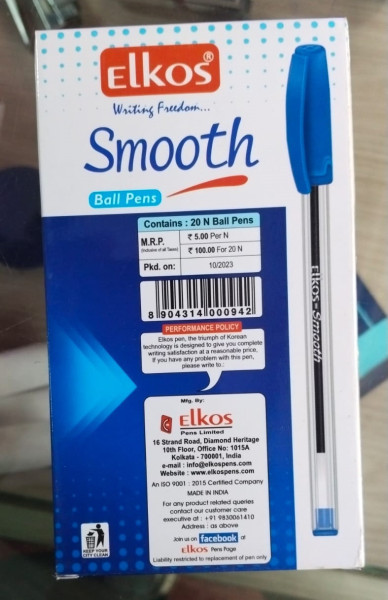 Elkos®
Writing Freedom...
Smooth
Ball Pens
Contains : 20 N Ball Pens
M.R.P. ₹ 5.00 Per N
(Inclusive of all Taxes) ₹ 100.00 For 20 N
Pkd. on: 10/2023
8 904314 000942
PERFORMANCE POLICY
Elkos pen, the triumph of Korean
technology is designed to give you complete
writing satisfaction at a reasonable price,
If you have any problem with this pen,
please write to :
Mfg. By:
Elkos
Pens Limited
16 Strand Road, Diamond Heritage
10th Floor, Office No: 1015A
Kolkata - 700001, India
e-mail : info@elkospens.com
Website : www.elkospens.com
An ISO 9001 : 2015 Certified Company
MADE IN INDIA
For any product related queries
contact our customer care
executive at : +91 9830061410
Address : as above
Join us on facebook at
Elkos Pens Page
Liability restricted to replacement of pen only
KEEP YOUR
CITY CLEAN
Elkos-Smooth